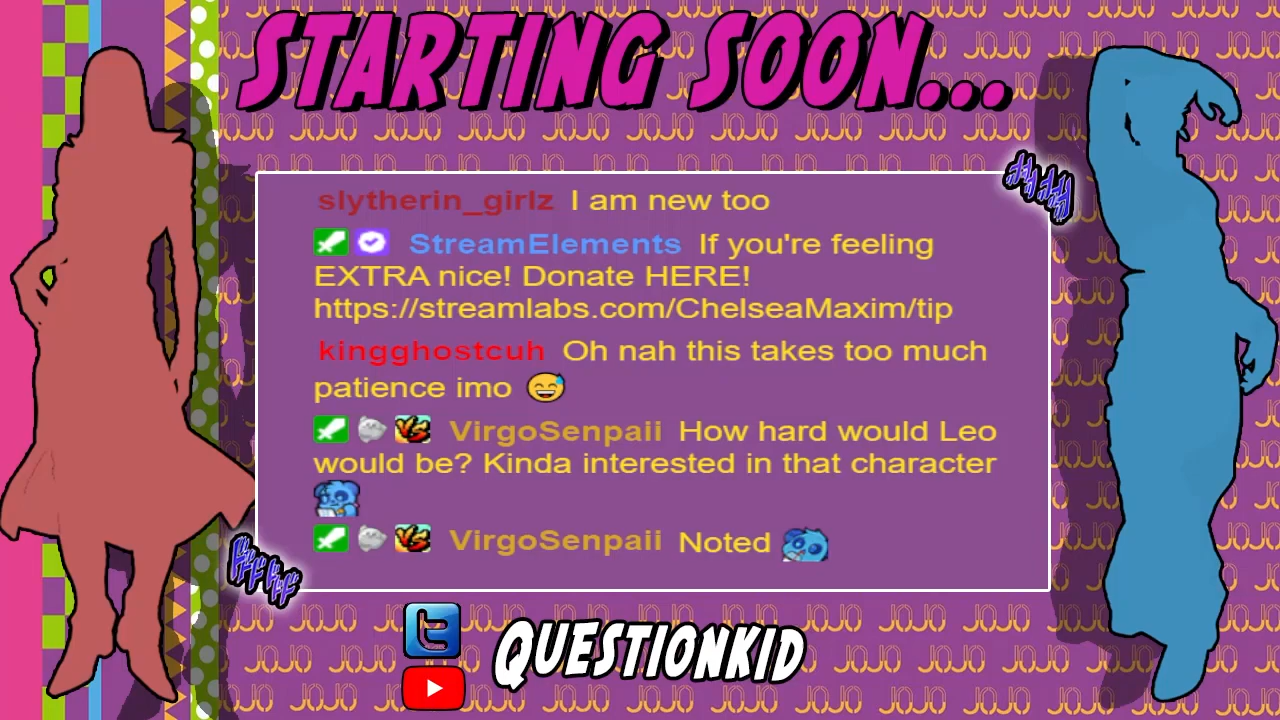 STARTING SOON...
slytherin_girlz I am new too
StreamElements If you're feeling
EXTRA nice! Donate HERE!
https://streamlabs.com/ChelseaMaxim/tip
kingghostcuh Oh nah this takes too much
patience imo 😅
VirgoSenpaii How hard would Leo
would be? Kinda interested in that character
VirgoSenpaii Noted
QUESTIONKID